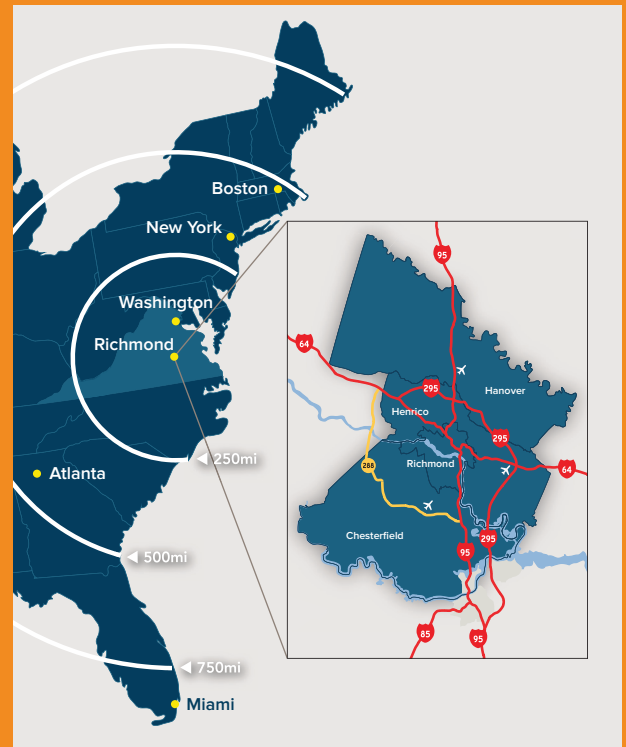 Boston
New York
Washington
Richmond
250mi
Atlanta
500mi
750mi
Miami
95
64
295
Hanover
Henrico
295
Richmond
288
64
Chesterfield
295
95
85
95